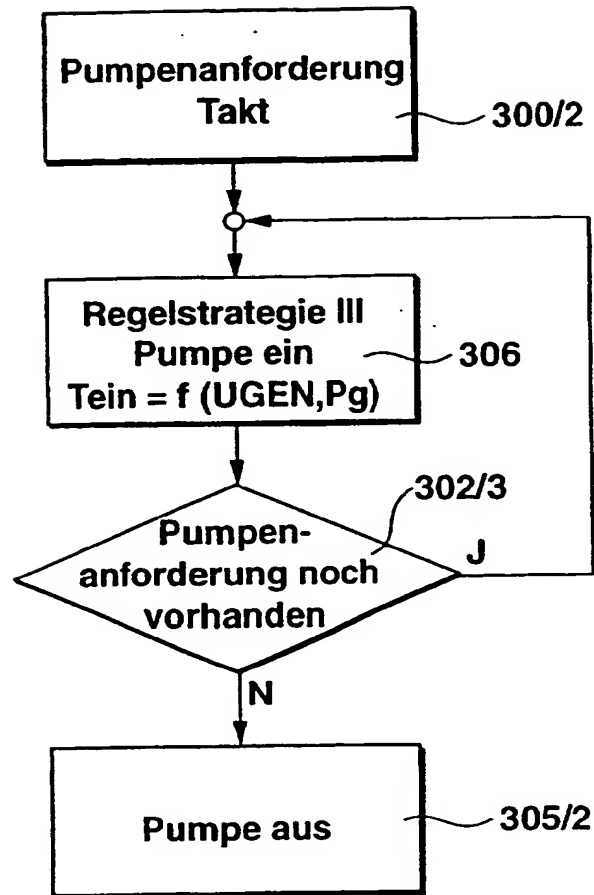 Pumpenanforderung
Takt
300/2
Regelstrategie III
Pumpe ein
Tein = f (UGEN,Pg)
306
302/3
Pumpen-
anforderung noch
vorhanden
J
N
Pumpe aus
305/2